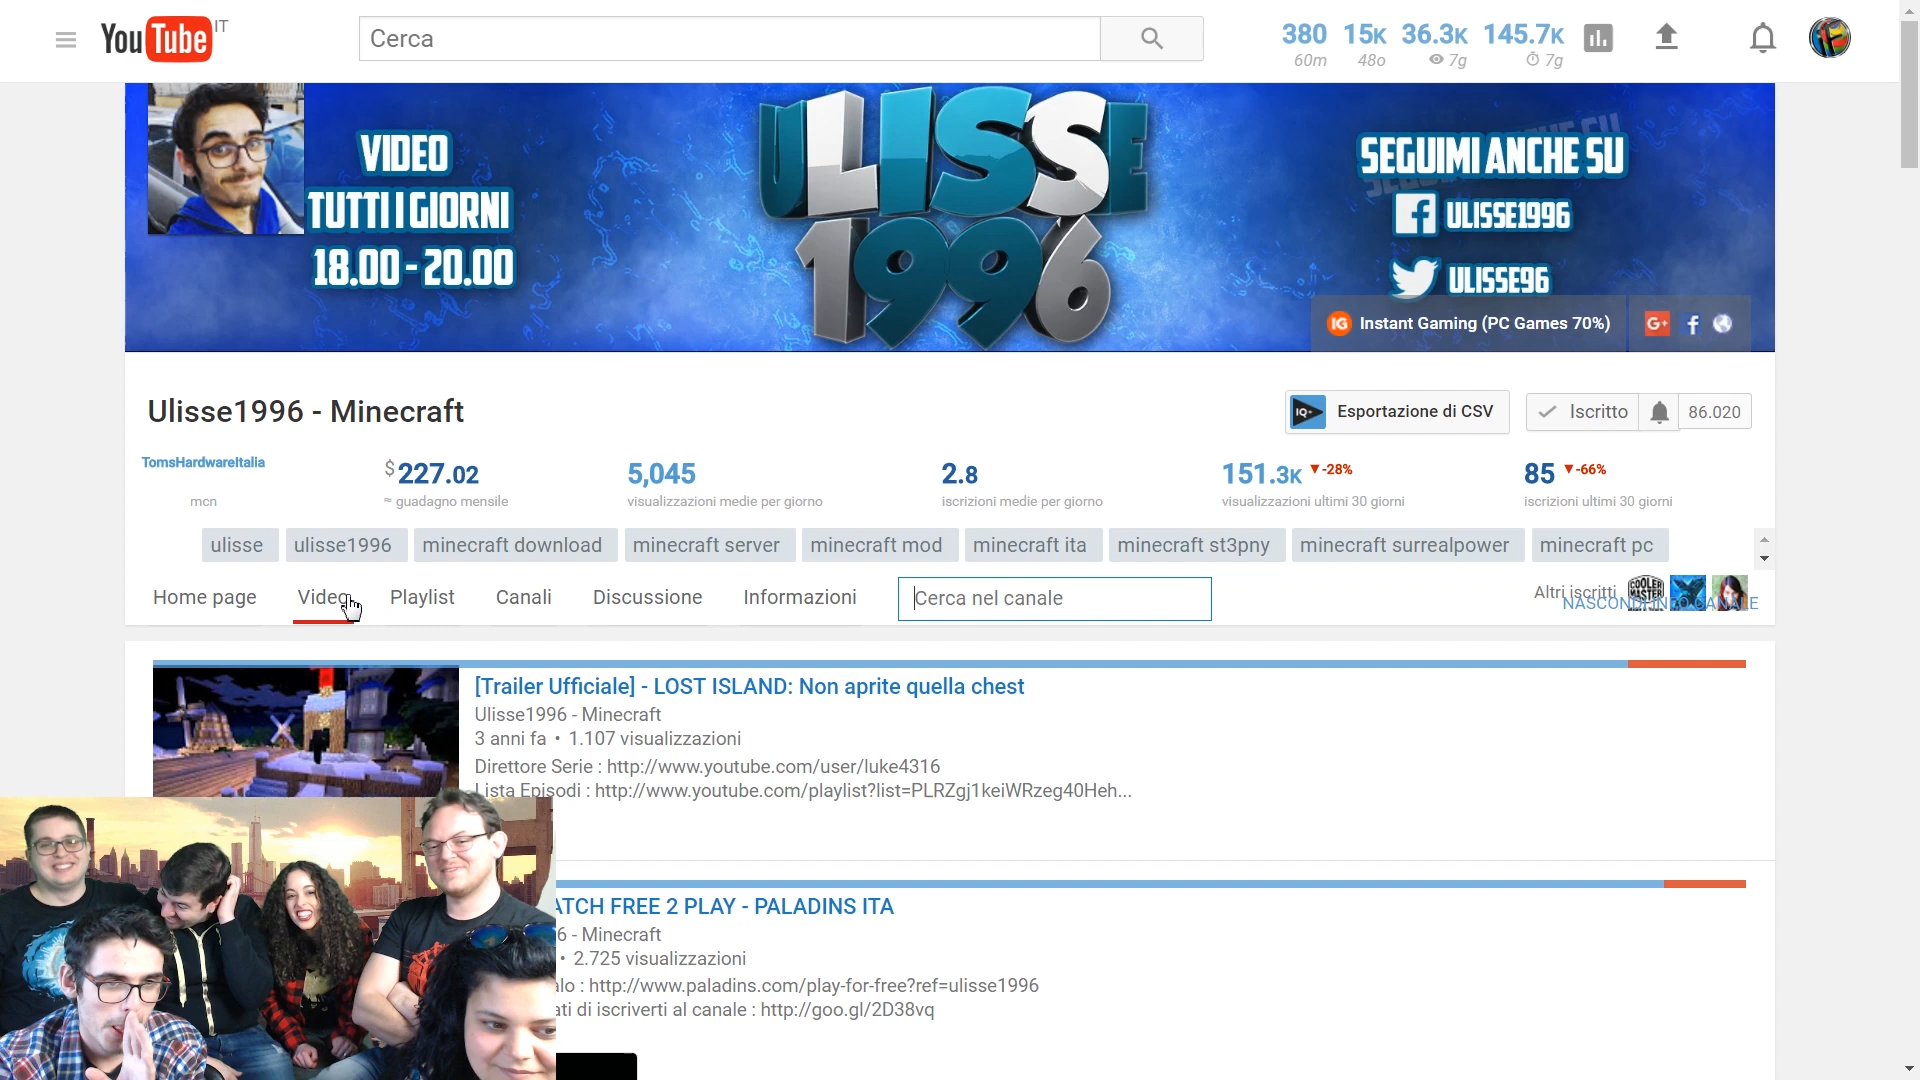 YouTube IT
Cerca
380 15K 36.3K 145.7K
60m 48o 7g 7g
VIDEO
TUTTI I GIORNI
18.00 - 20.00
ULISSE
1996
SEGUIMI ANCHE SU
ULISSE1996
ULISSE96
IG Instant Gaming (PC Games 70%) G+
Ulisse1996 - Minecraft
IQ+ Esportazione di CSV
Iscritto 86.020
TomsHardwareItalia
mcn
$227.02
≈ guadagno mensile
5,045
visualizzazioni medie per giorno
2.8
iscrizioni medie per giorno
151.3K ▼-28%
visualizzazioni ultimi 30 giorni
85 ▼-66%
iscrizioni ultimi 30 giorni
ulisse ulisse1996 minecraft download minecraft server minecraft mod minecraft ita minecraft st3pny minecraft surrealpower minecraft pc
Home page Video Playlist Canali Discussione Informazioni Cerca nel canale
Altri iscritti
COOLER MASTER
[Trailer Ufficiale] - LOST ISLAND: Non aprite quella chest
Ulisse1996 - Minecraft
3 anni fa • 1.107 visualizzazioni
Direttore Serie : http://www.youtube.com/user/luke4316
Lista Episodi : http://www.youtube.com/playlist?list=PLRZgj1keiWRzeg40Heh...
ATCH FREE 2 PLAY - PALADINS ITA
6 - Minecraft
• 2.725 visualizzazioni
alo : http://www.paladins.com/play-for-free?ref=ulisse1996
ati di iscriverti al canale : http://goo.gl/2D38vq